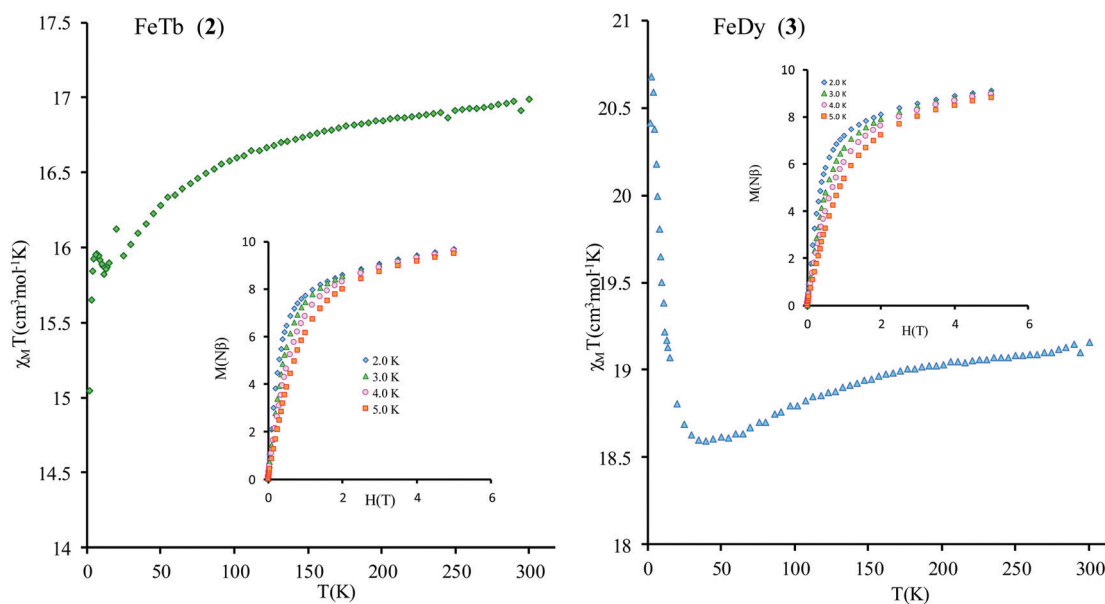 FeTb (2)
χ_M T(cm³mol⁻¹K)
17.5
17
16.5
16
15.5
15
14.5
14
0 50 100 150 200 250 300
T(K)
M(Nβ)
10
8
6
4
2
0
0 2 4 6
H(T)
2.0 K
3.0 K
4.0 K
5.0 K
FeDy (3)
χ_M T(cm³mol⁻¹K)
21
20.5
20
19.5
19
18.5
18
0 50 100 150 200 250 300
T(K)
M(Nβ)
10
8
6
4
2
0
0 2 4 6
H(T)
2.0 K
3.0 K
4.0 K
5.0 K